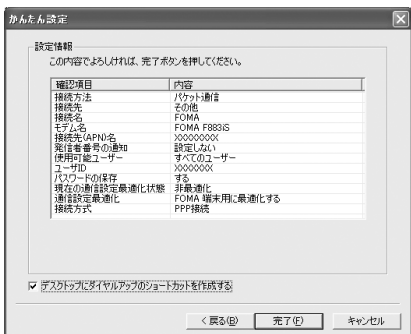 かんたん設定
設定情報
この内容でよろしければ、完了ボタンを押してください。
確認項目 内容
接続方法 パケット通信
接続先 その他
接続名 FOMA
モデム名 FOMA F883iS
接続先(APN)名 XXXXXXXX
発信者番号の通知 設定しない
使用可能ユーザー すべてのユーザー
ユーザID XXXXXXX
パスワードの保存 する
現在の通信設定最適化状態 非最適化
通信設定最適化 FOMA 端末用に最適化する
接続方式 PPP接続
デスクトップにダイヤルアップのショートカットを作成する
< 戻る(B) 完了(F) キャンセル